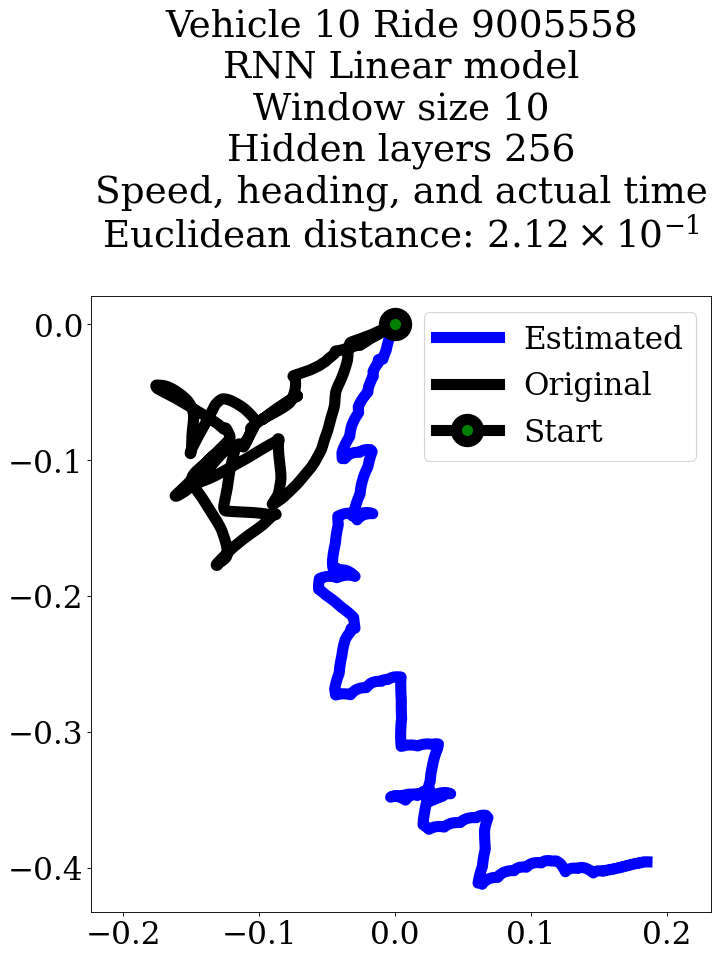 Vehicle 10 Ride 9005558
RNN Linear model
Window size 10
Hidden layers 256
Speed, heading, and actual time
Euclidean distance: 2.12 × 10⁻¹
Estimated
Original
Start
0.0
−0.1
−0.2
−0.3
−0.4
−0.2 −0.1 0.0 0.1 0.2